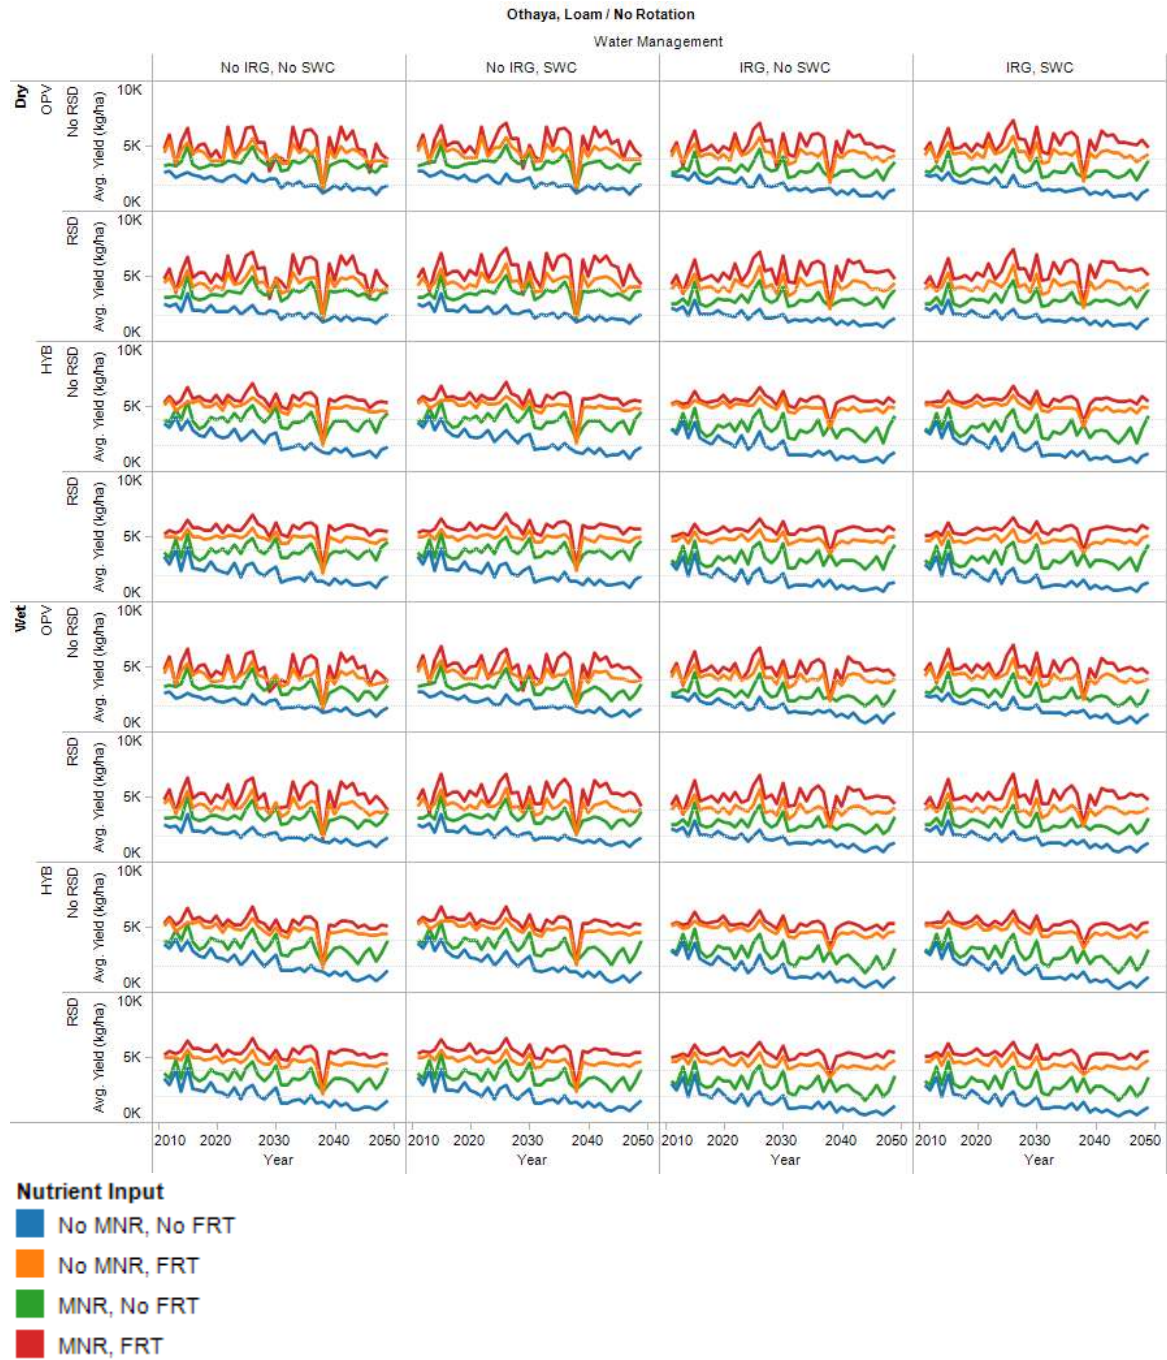 Othaya, Loam / No Rotation
Water Management
No IRG, No SWC
No IRG, SWC
IRG, No SWC
IRG, SWC
Dry
OPV
No RSD
Avg. Yield (kg/ha)
10K
5K
0K
RSD
Avg. Yield (kg/ha)
10K
5K
0K
HYB
No RSD
Avg. Yield (kg/ha)
10K
5K
0K
RSD
Avg. Yield (kg/ha)
10K
5K
0K
Wet
OPV
No RSD
Avg. Yield (kg/ha)
10K
5K
0K
RSD
Avg. Yield (kg/ha)
10K
5K
0K
HYB
No RSD
Avg. Yield (kg/ha)
10K
5K
0K
RSD
Avg. Yield (kg/ha)
10K
5K
0K
2010 2020 2030 2040 2050 2010 2020 2030 2040 2050 2010 2020 2030 2040 2050 2010 2020 2030 2040 2050
Year Year Year Year
Nutrient Input
No MNR, No FRT
No MNR, FRT
MNR, No FRT
MNR, FRT